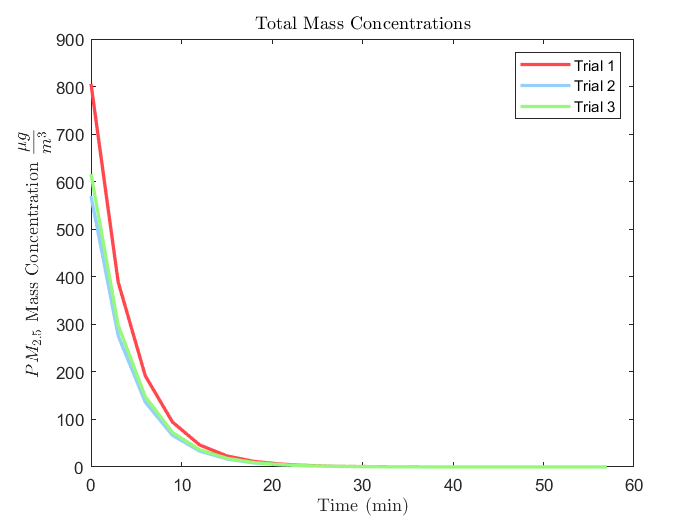 Total Mass Concentrations
900
800
700
600
500
400
300
200
100
0
PM2.5 Mass Concentration μg/m³
Trial 1
Trial 2
Trial 3
0 10 20 30 40 50 60
Time (min)